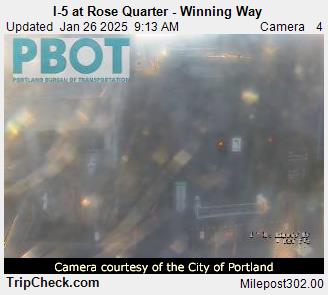 I-5 at Rose Quarter - Winning Way
Updated Jan 26 2025 9:13 AM Camera 4
PBOT
PORTLAND BUREAU OF TRANSPORTATION
Camera courtesy of the City of Portland
TripCheck.com Milepost302.00